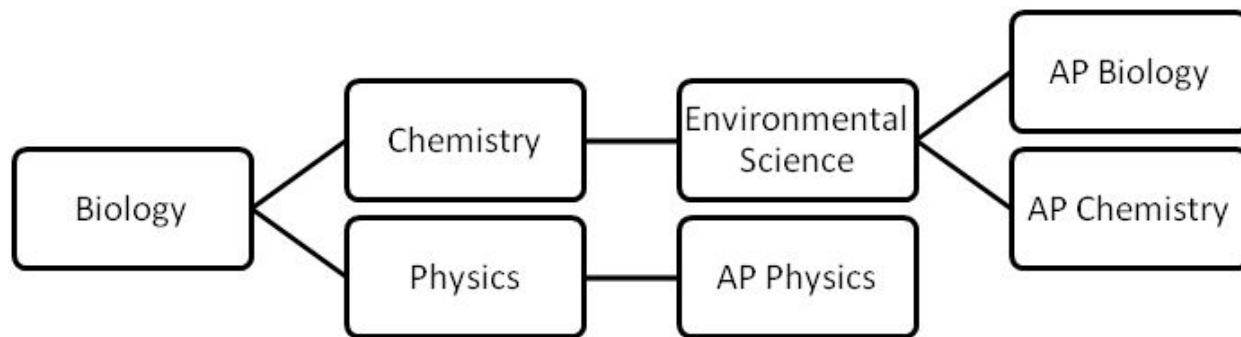 Biology
Chemistry
Physics
Environmental
Science
AP Physics
AP Biology
AP Chemistry